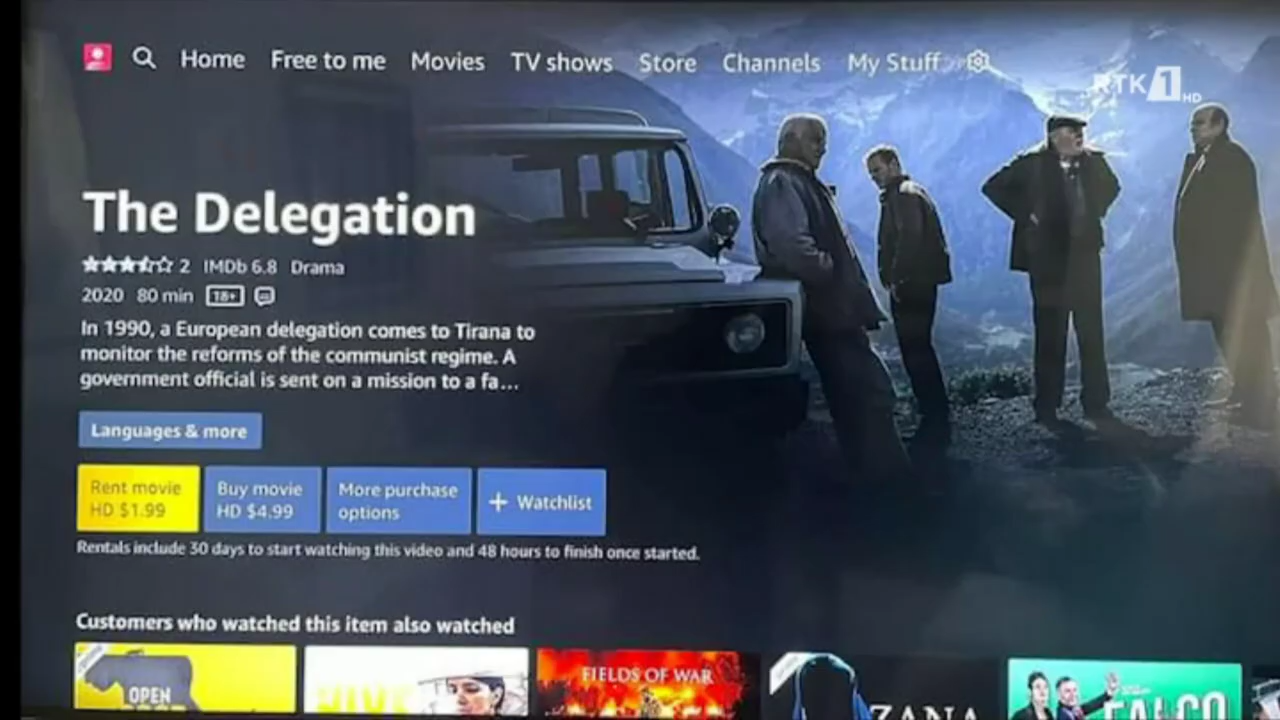 Home Free to me Movies TV shows Store Channels My Stuff
RTK 1 HD
The Delegation
2 IMDb 6.8 Drama
2020 80 min 18+
In 1990, a European delegation comes to Tirana to
monitor the reforms of the communist regime. A
government official is sent on a mission to a fa...
Languages & more
Rent movie
HD $1.99
Buy movie
HD $4.99
More purchase
options
+ Watchlist
Rentals include 30 days to start watching this video and 48 hours to finish once started.
Customers who watched this item also watched
OPEN
HIVE
FIELDS OF WAR
ZANA
FALCO